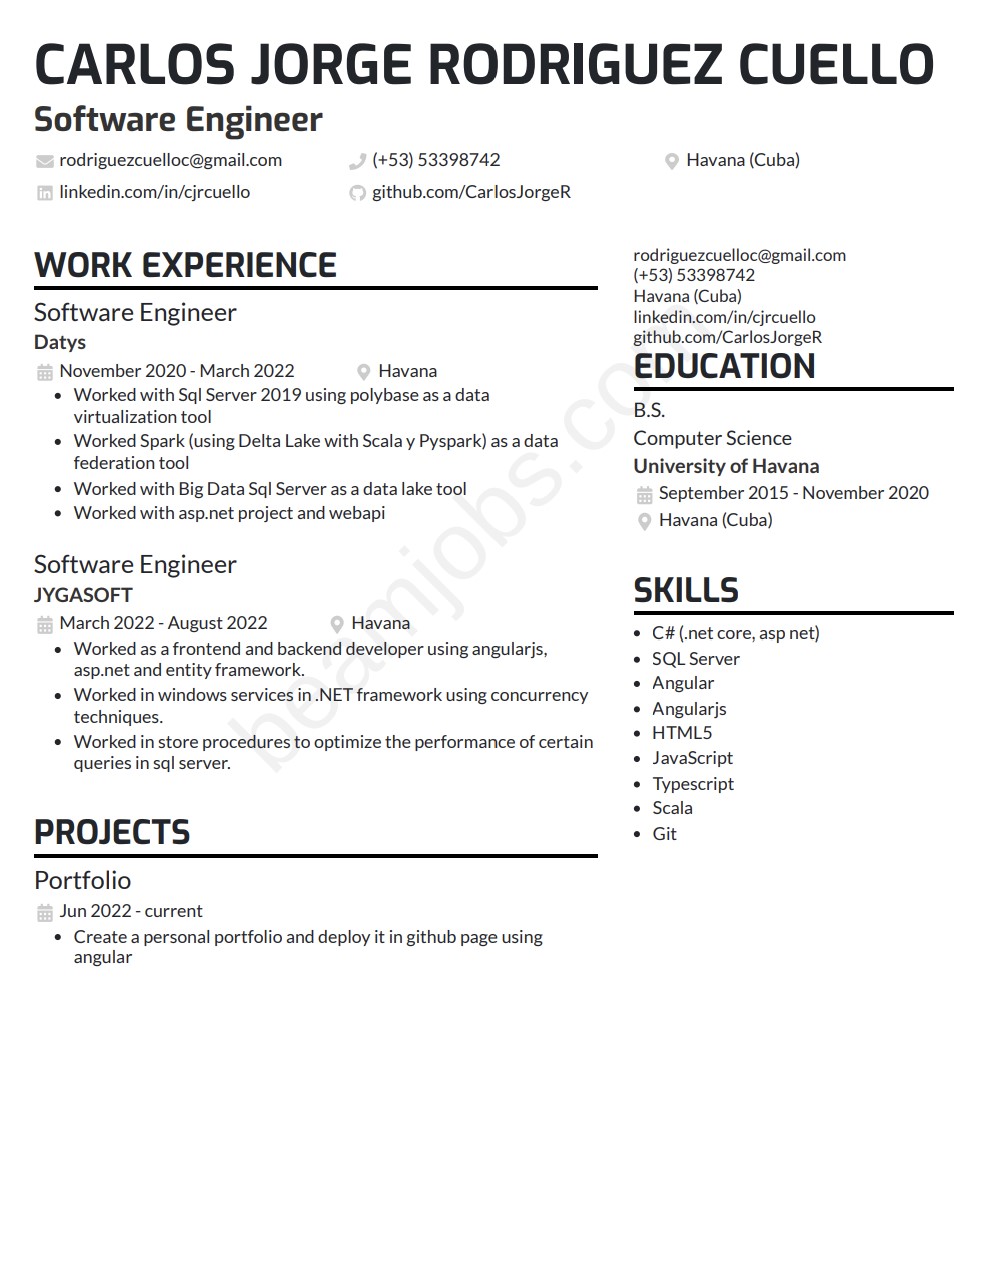 CARLOS JORGE RODRIGUEZ CUELLO
Software Engineer
rodriguezcuelloc@gmail.com (+53) 53398742 Havana (Cuba)
linkedin.com/in/cjrcuello github.com/CarlosJorgeR
WORK EXPERIENCE
Software Engineer
Datys
November 2020 - March 2022 Havana
• Worked with Sql Server 2019 using polybase as a data
virtualization tool
• Worked Spark (using Delta Lake with Scala y Pyspark) as a data
federation tool
• Worked with Big Data Sql Server as a data lake tool
• Worked with asp.net project and webapi
Software Engineer
JYGASOFT
March 2022 - August 2022 Havana
• Worked as a frontend and backend developer using angularjs,
asp.net and entity framework.
• Worked in windows services in .NET framework using concurrency
techniques.
• Worked in store procedures to optimize the performance of certain
queries in sql server.
PROJECTS
Portfolio
Jun 2022 - current
• Create a personal portfolio and deploy it in github page using
angular
rodriguezcuelloc@gmail.com
(+53) 53398742
Havana (Cuba)
linkedin.com/in/cjrcuello
github.com/CarlosJorgeR
EDUCATION
B.S.
Computer Science
University of Havana
September 2015 - November 2020
Havana (Cuba)
SKILLS
• C# (.net core, asp net)
• SQL Server
• Angular
• Angularjs
• HTML5
• JavaScript
• Typescript
• Scala
• Git
beamjobs.com